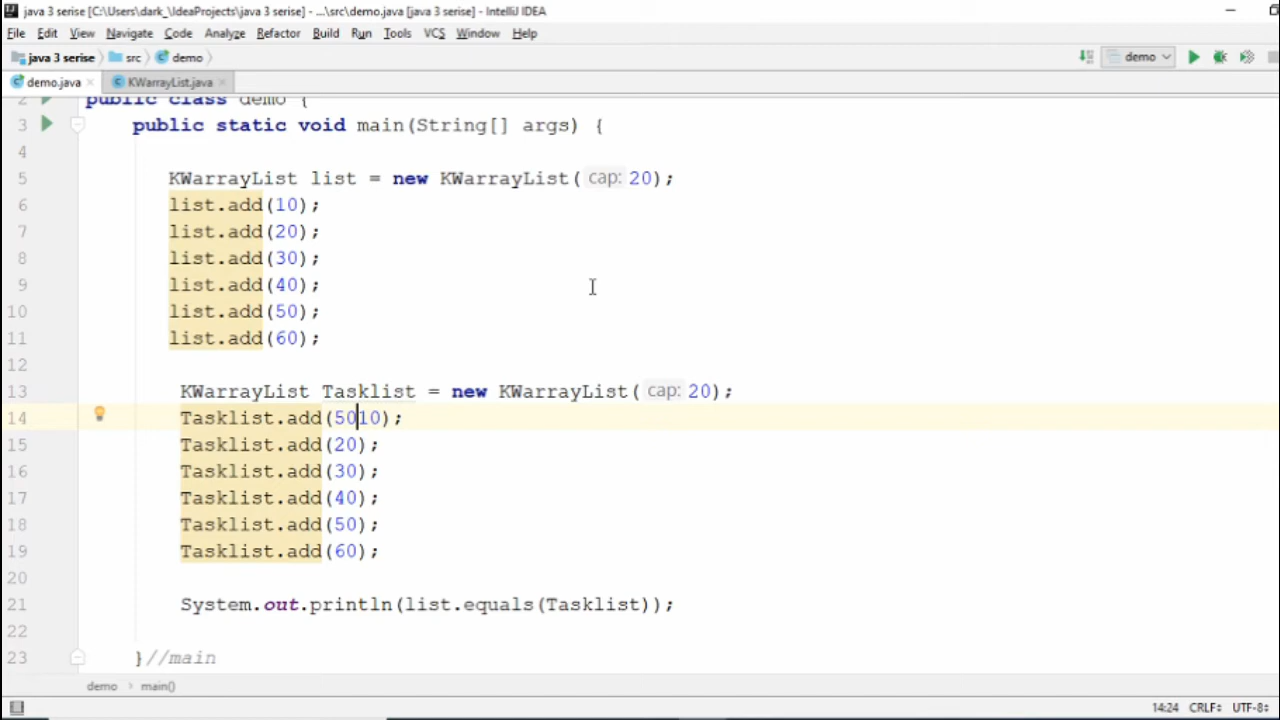 java 3 serise [C:\Users\dark_\IdeaProjects\java 3 serise] - ...\src\demo.java [java 3 serise] - IntelliJ IDEA
File Edit View Navigate Code Analyze Refactor Build Run Tools VCS Window Help
java 3 serise src demo demo
demo.java KWarrayList.java
2 public class demo {
3 public static void main(String[] args) {
4
5 KWarrayList list = new KWarrayList( cap: 20);
6 list.add(10);
7 list.add(20);
8 list.add(30);
9 list.add(40);
10 list.add(50);
11 list.add(60);
12
13 KWarrayList Tasklist = new KWarrayList( cap: 20);
14 Tasklist.add(5010);
15 Tasklist.add(20);
16 Tasklist.add(30);
17 Tasklist.add(40);
18 Tasklist.add(50);
19 Tasklist.add(60);
20
21 System.out.println(list.equals(Tasklist));
22
23 }//main
demo main()
14:24 CRLF UTF-8